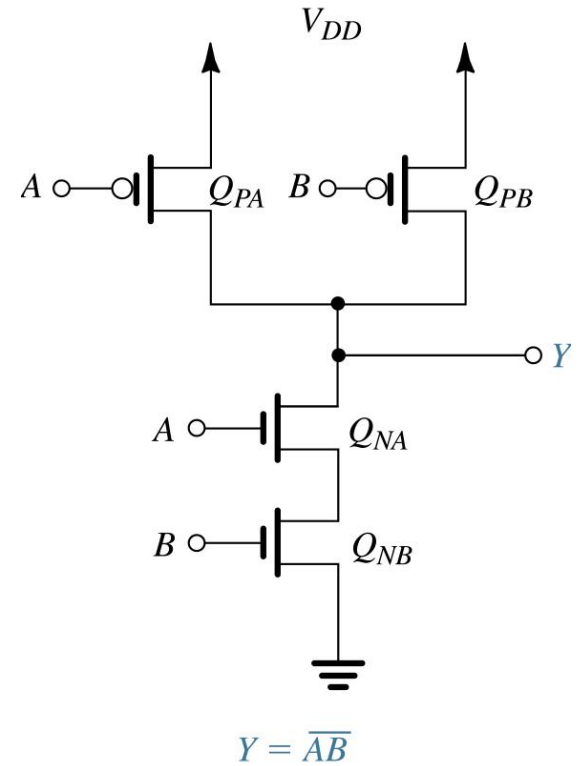 V_DD
A Q_PA B Q_PB
Y
A Q_NA
B Q_NB
Y = \overline{AB}